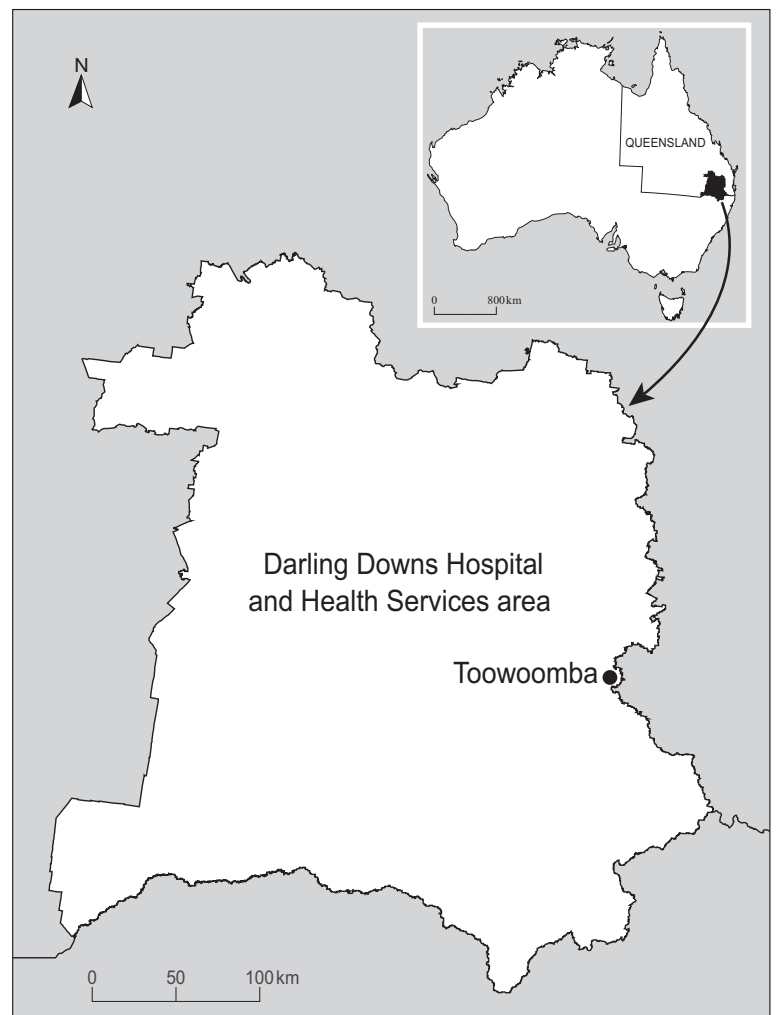 N
QUEENSLAND
0 800 km
Darling Downs Hospital
and Health Services area
Toowoomba
0 50 100 km